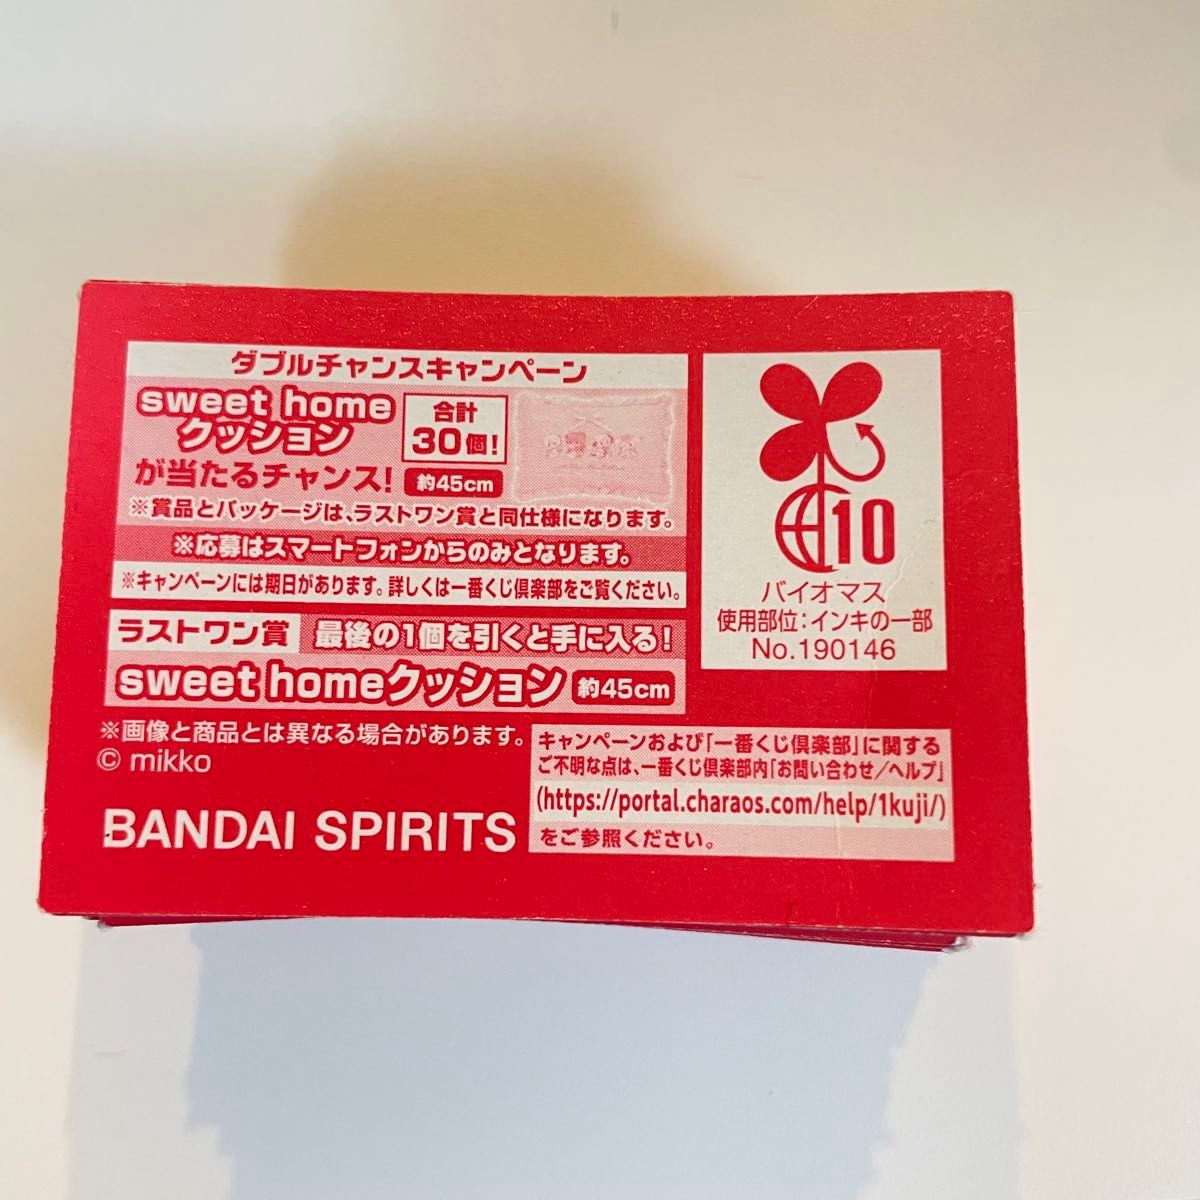 ダブルチャンスキャンペーン
sweet home
クッション
合計
30個!
が当たるチャンス!
約45cm
※賞品とパッケージは、ラストワン賞と同仕様になります。
※応募はスマートフォンからのみとなります。
※キャンペーンには期日があります。詳しくは一番くじ倶楽部をご覧ください。
ラストワン賞 最後の1個を引くと手に入る!
sweet homeクッション 約45cm
※画像と商品とは異なる場合があります。
© mikko
BANDAI SPIRITS
10
バイオマス
使用部位:インキの一部
No.190146
キャンペーンおよび「一番くじ倶楽部」に関する
ご不明な点は、一番くじ倶楽部内「お問い合わせ/ヘルプ」
(https://portal.charaos.com/help/1kuji/)
をご参照ください。